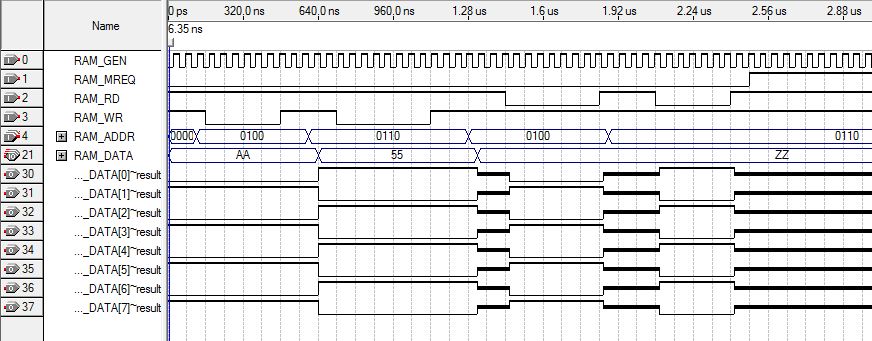 0 ps 320.0 ns 640.0 ns 960.0 ns 1.28 us 1.6 us 1.92 us 2.24 us 2.56 us 2.88 us
Name
6.35 ns
0 RAM_GEN
1 RAM_MREQ
2 RAM_RD
3 RAM_WR
4 RAM_ADDR 0000 0100 0110 0100 0110
21 RAM_DATA AA 55 ZZ
30 ..._DATA[0]~result
31 ..._DATA[1]~result
32 ..._DATA[2]~result
33 ..._DATA[3]~result
34 ..._DATA[4]~result
35 ..._DATA[5]~result
36 ..._DATA[6]~result
37 ..._DATA[7]~result